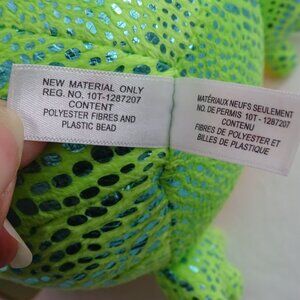 NEW MATERIAL ONLY
REG. NO. 10T-1287207
CONTENT
POLYESTER FIBRES AND
PLASTIC BEAD
MATÉRIAUX NEUFS SEULEMENT
NO. DE PERMIS 10T - 1287207
CONTENU
FIBRES DE POLYESTER ET
BILLES DE PLASTIQUE